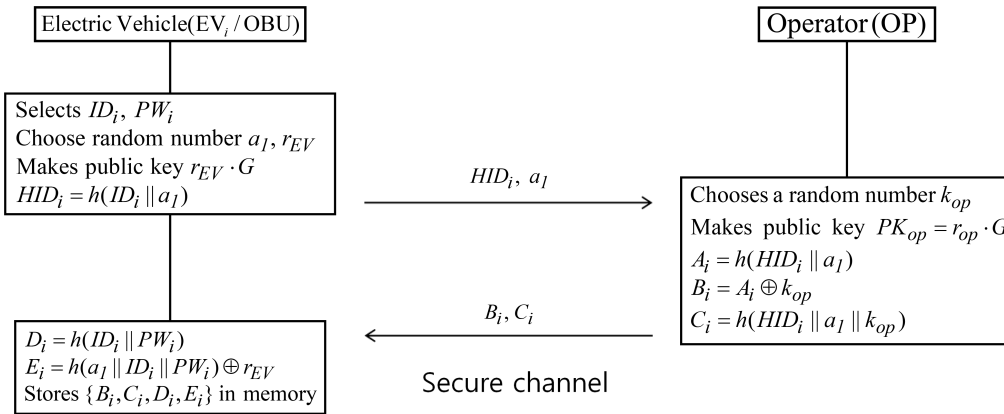 Electric Vehicle(EV_i / OBU)
Operator(OP)
Selects ID_i, PW_i
Choose random number a_1, r_EV
Makes public key r_EV · G
HID_i = h(ID_i || a_1)
HID_i, a_1
Chooses a random number k_op
Makes public key PK_op = r_op · G
A_i = h(HID_i || a_1)
B_i = A_i ⊕ k_op
C_i = h(HID_i || a_1 || k_op)
B_i, C_i
D_i = h(ID_i || PW_i)
E_i = h(a_1 || ID_i || PW_i) ⊕ r_EV
Stores {B_i, C_i, D_i, E_i} in memory
Secure channel